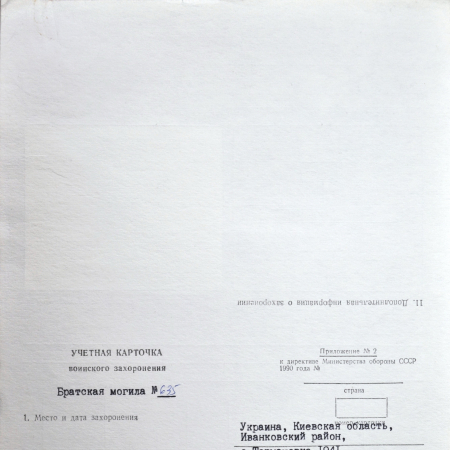 11. Дополнительная информация о захоронении
УЧЕТНАЯ КАРТОЧКА
воинского захоронения
Братская могила № 635
1. Место и дата захоронения
Приложение № 2
к директиве Министерства обороны СССР
1990 года №
страна
Украина, Киевская область,
Иванковский район,
1941